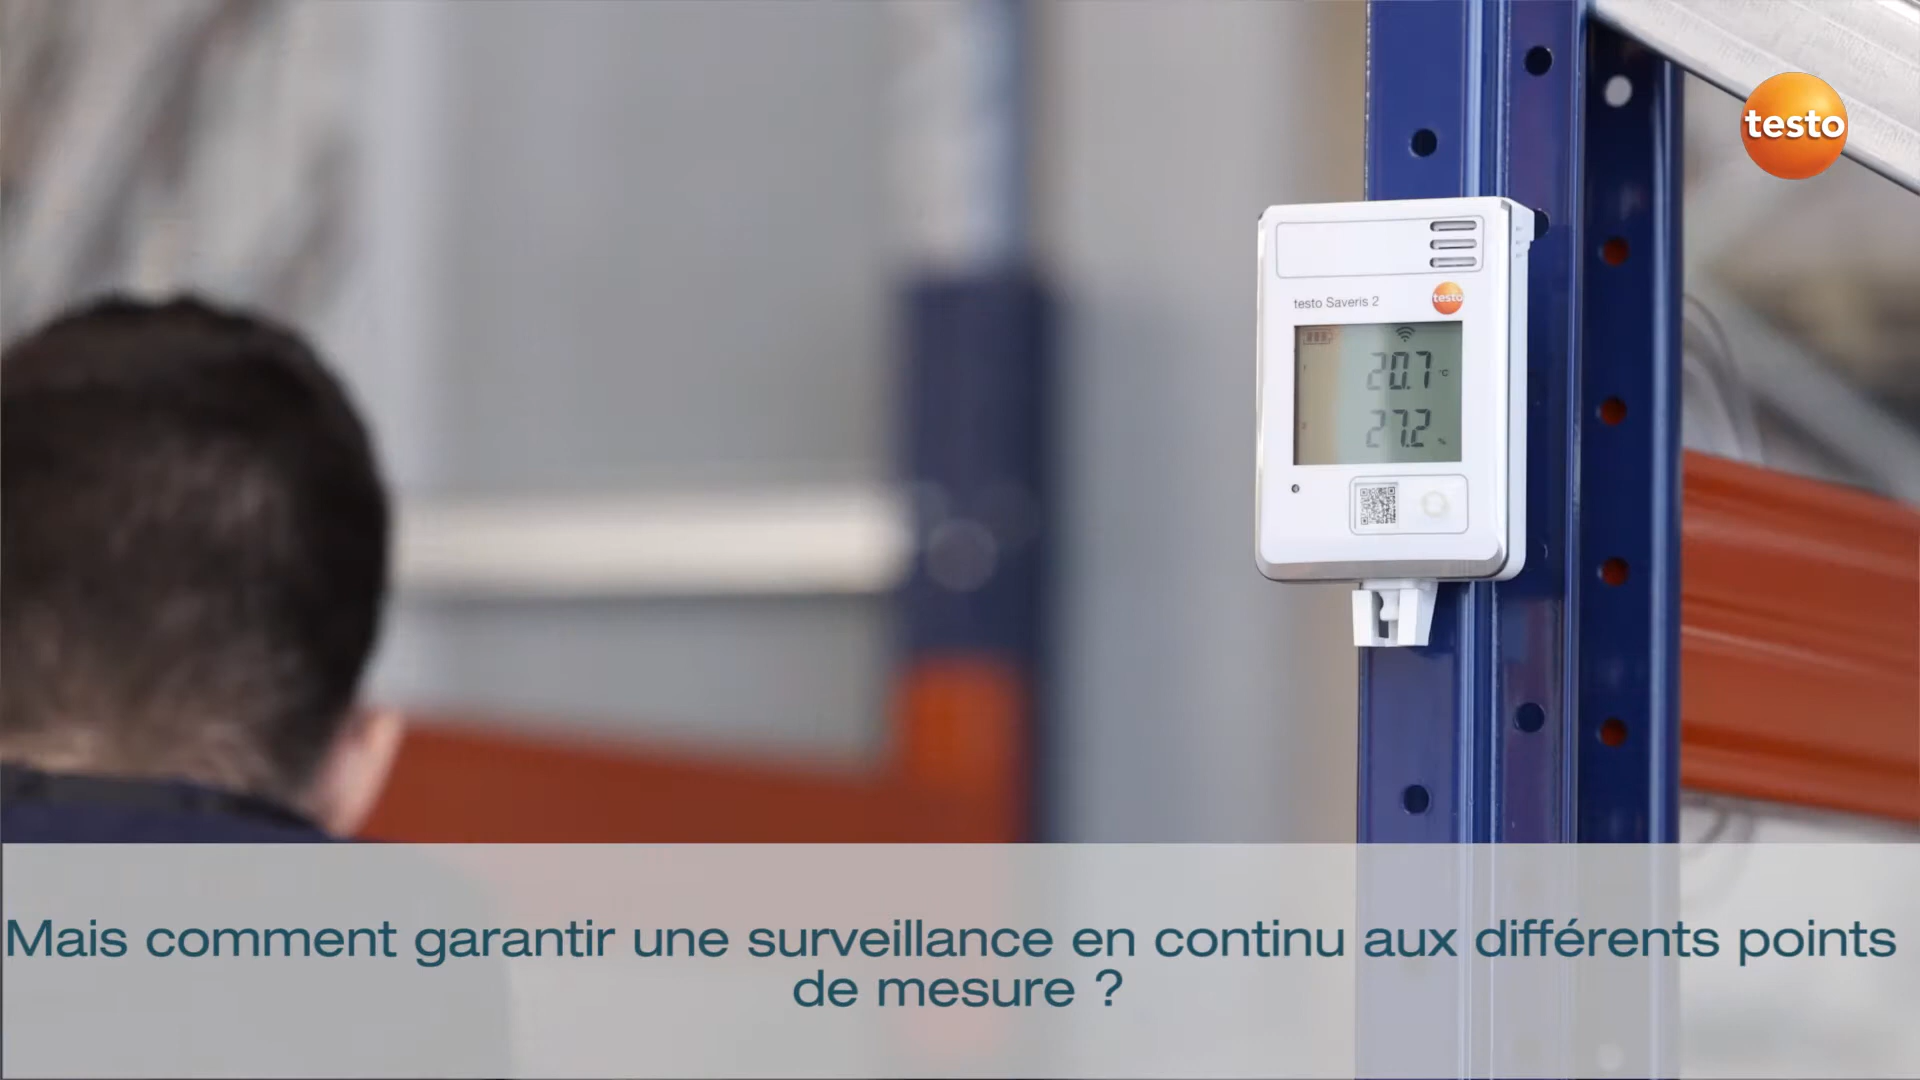 testo
testo Saveris 2
testo
20.7 °C
27.2 %
Mais comment garantir une surveillance en continu aux différents points
de mesure ?